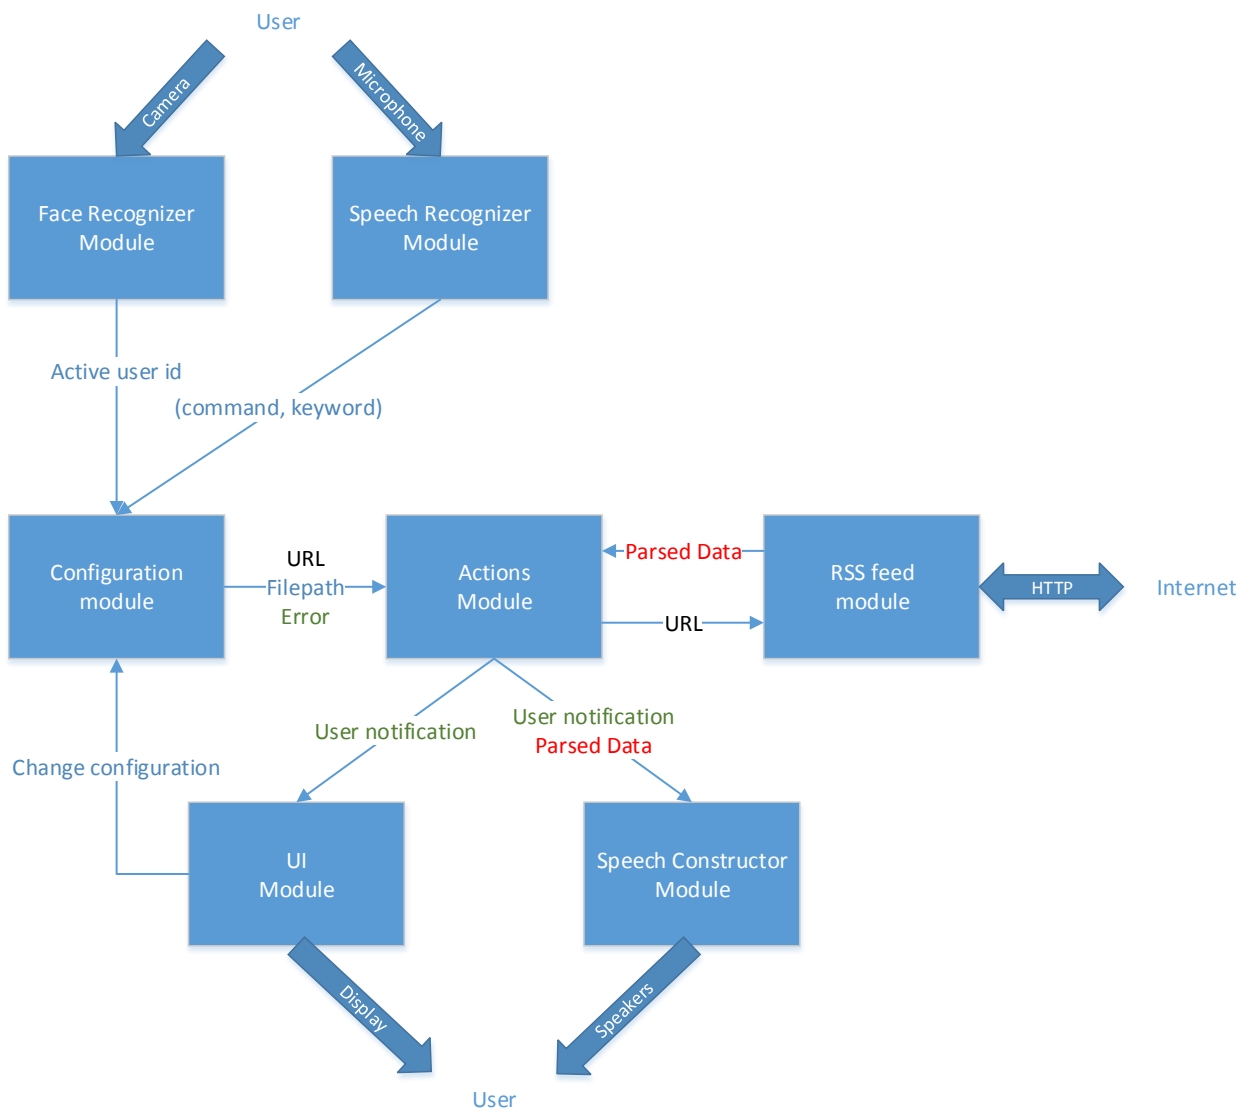 User
Camera
Microphone
Face Recognizer
Module
Speech Recognizer
Module
Active user id
(command, keyword)
Configuration
module
URL
Filepath
Error
Actions
Module
Parsed Data
URL
RSS feed
module
HTTP
Internet
User notification
User notification
Parsed Data
Change configuration
UI
Module
Speech Constructor
Module
Display
Speakers
User